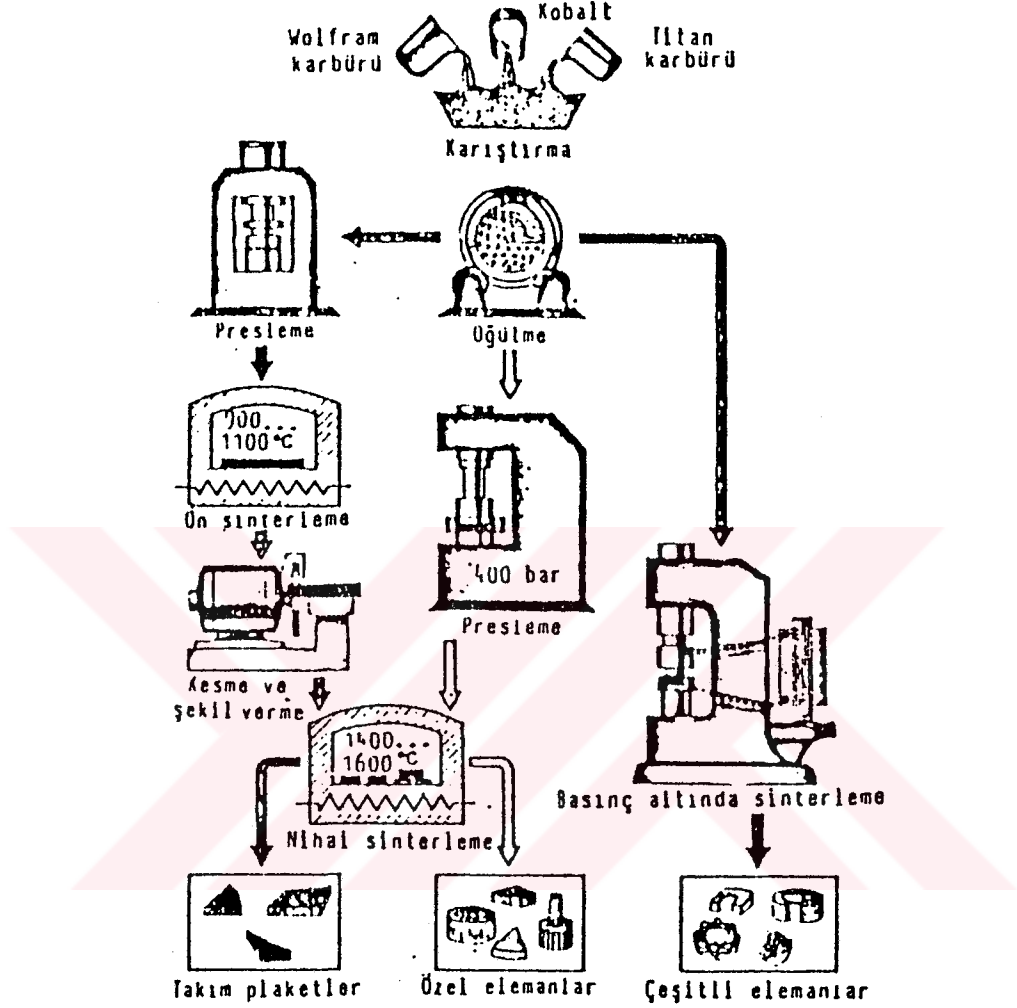 Kobalt
Wolfram
karbürü
Titan
karbürü
Karıştırma
Presleme
Öğülme
900...
1100 °C
Ön sinterleme
400 bar
Presleme
Kesme ve
şekil verme
1400...
1600 °C
Nihai sinterleme
Basınç altında sinterleme
Takım plaketler
Özel elemanlar
Çeşitli elemanlar